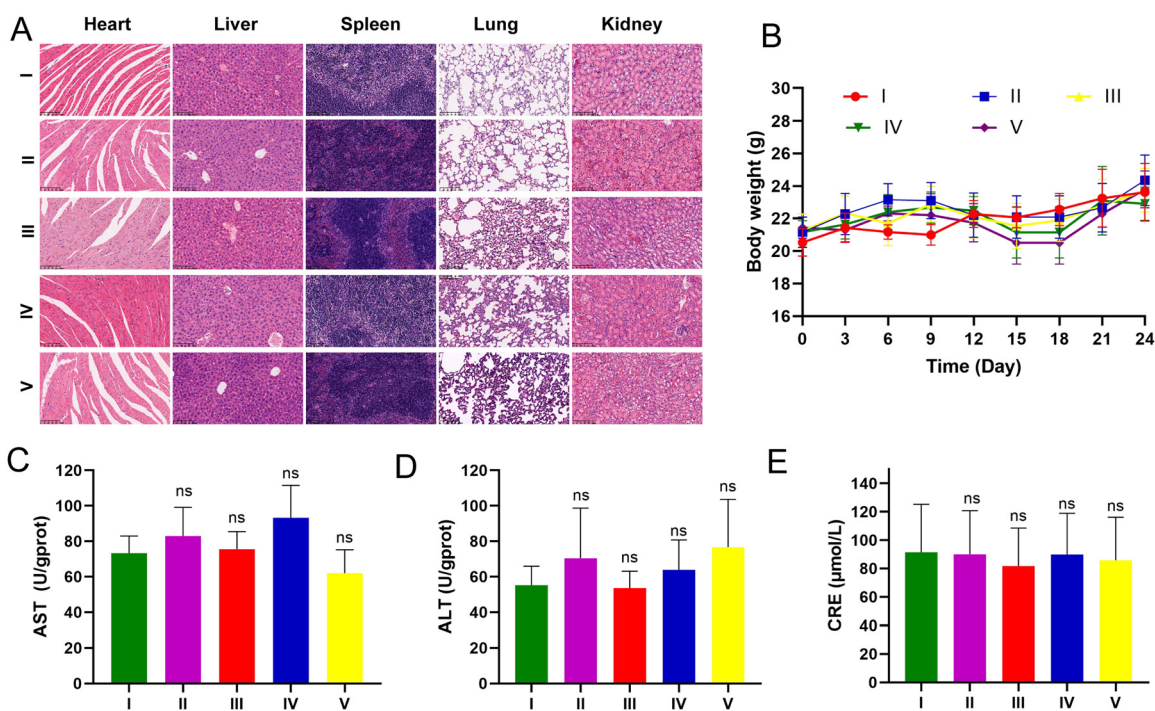 A
Heart Liver Spleen Lung Kidney
I
II
III
IV
V
B
Body weight (g)
30
28
26
24
22
20
18
16
I II III
IV V
0 3 6 9 12 15 18 21 24
Time (Day)
C
AST (U/gprot)
120
100
80
60
40
20
0
ns ns ns ns
I II III IV V
D
ALT (U/gprot)
120
100
80
60
40
20
0
ns ns ns ns
I II III IV V
E
CRE (μmol/L)
140
120
100
80
60
40
20
0
ns ns ns ns
I II III IV V